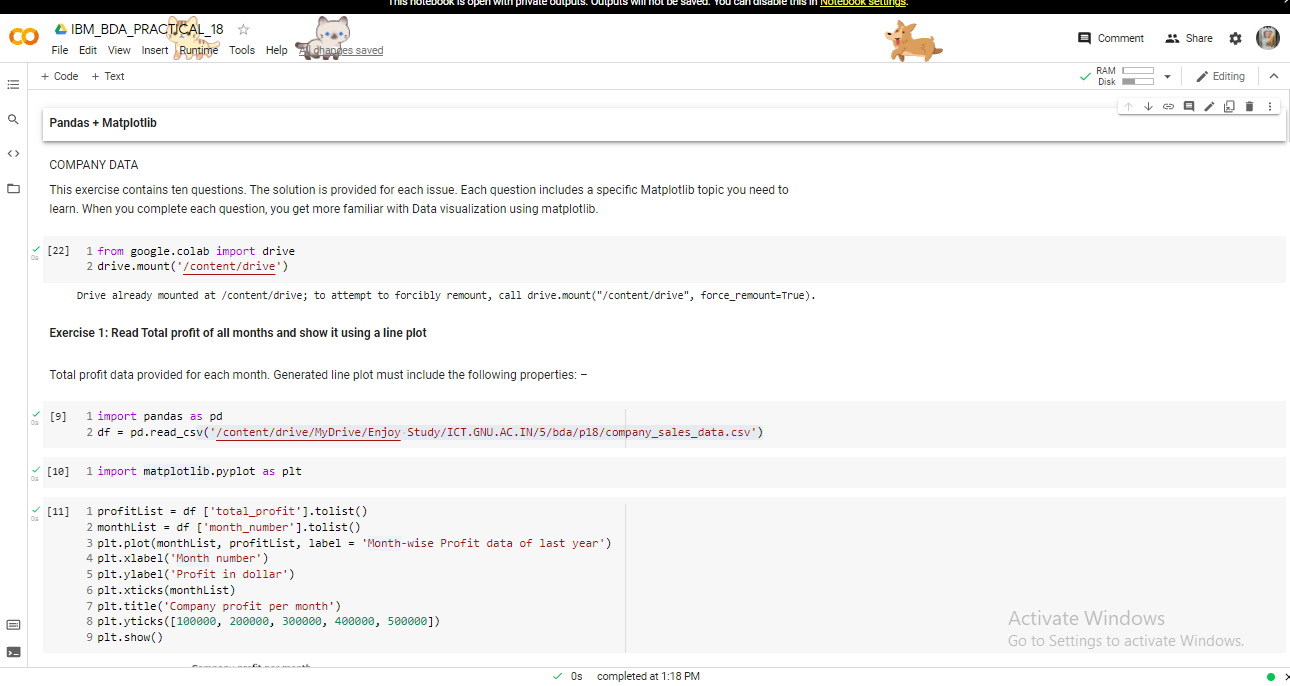 This notebook is open with private outputs. Outputs will not be saved. You can disable this in Notebook settings.
IBM_BDA_PRACTICAL_18
File Edit View Insert Runtime Tools Help All changes saved
Comment Share
+ Code + Text
RAM
Disk
Editing
Pandas + Matplotlib
COMPANY DATA
This exercise contains ten questions. The solution is provided for each issue. Each question includes a specific Matplotlib topic you need to
learn. When you complete each question, you get more familiar with Data visualization using matplotlib.
[22] 1 from google.colab import drive
0s 2 drive.mount('/content/drive')
Drive already mounted at /content/drive; to attempt to forcibly remount, call drive.mount("/content/drive", force_remount=True).
Exercise 1: Read Total profit of all months and show it using a line plot
Total profit data provided for each month. Generated line plot must include the following properties: –
[9] 1 import pandas as pd
0s 2 df = pd.read_csv('/content/drive/MyDrive/Enjoy Study/ICT.GNU.AC.IN/5/bda/p18/company_sales_data.csv')
[10] 1 import matplotlib.pyplot as plt
0s
[11] 1 profitList = df ['total_profit'].tolist()
0s 2 monthList = df ['month_number'].tolist()
3 plt.plot(monthList, profitList, label = 'Month-wise Profit data of last year')
4 plt.xlabel('Month number')
5 plt.ylabel('Profit in dollar')
6 plt.xticks(monthList)
7 plt.title('Company profit per month')
8 plt.yticks([100000, 200000, 300000, 400000, 500000])
9 plt.show()
Company profit per month
Activate Windows
Go to Settings to activate Windows.
0s completed at 1:18 PM